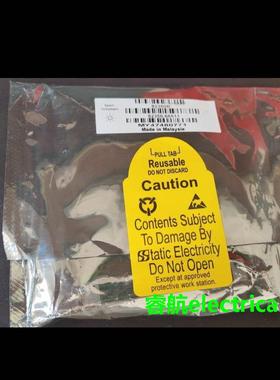 MY47460771
Made in Malaysia
PULL TAB
Reusable
DO NOT DISCARD
Caution
Contents Subject
To Damage By
Static Electricity
Do Not Open
Except at approved
protective work station.
睿航electrica